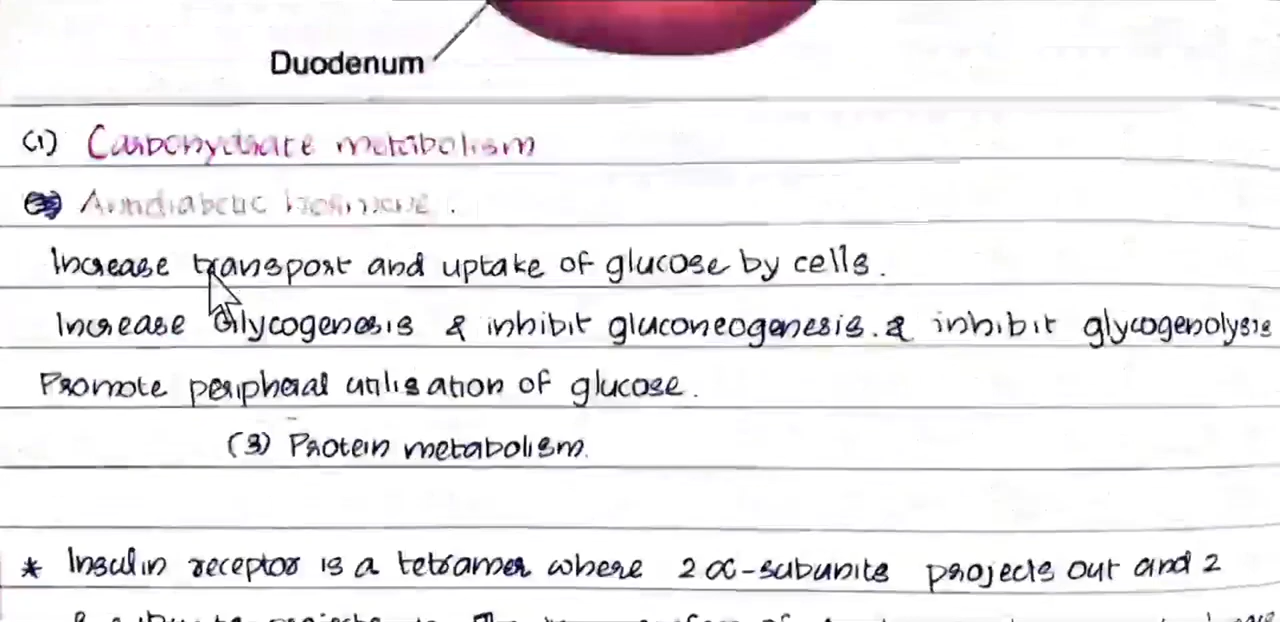 Duodenum
(1) Carbohydrate metabolism
Antidiabetic hormone.
Increase transport and uptake of glucose by cells.
Increase Glycogenesis & inhibit gluconeogenesis. & inhibit glycogenolysis
Promote peripheral utilisation of glucose.
(3) Protein metabolism.
* Insulin receptor is a tetramer where 2 α-subunits projects out and 2